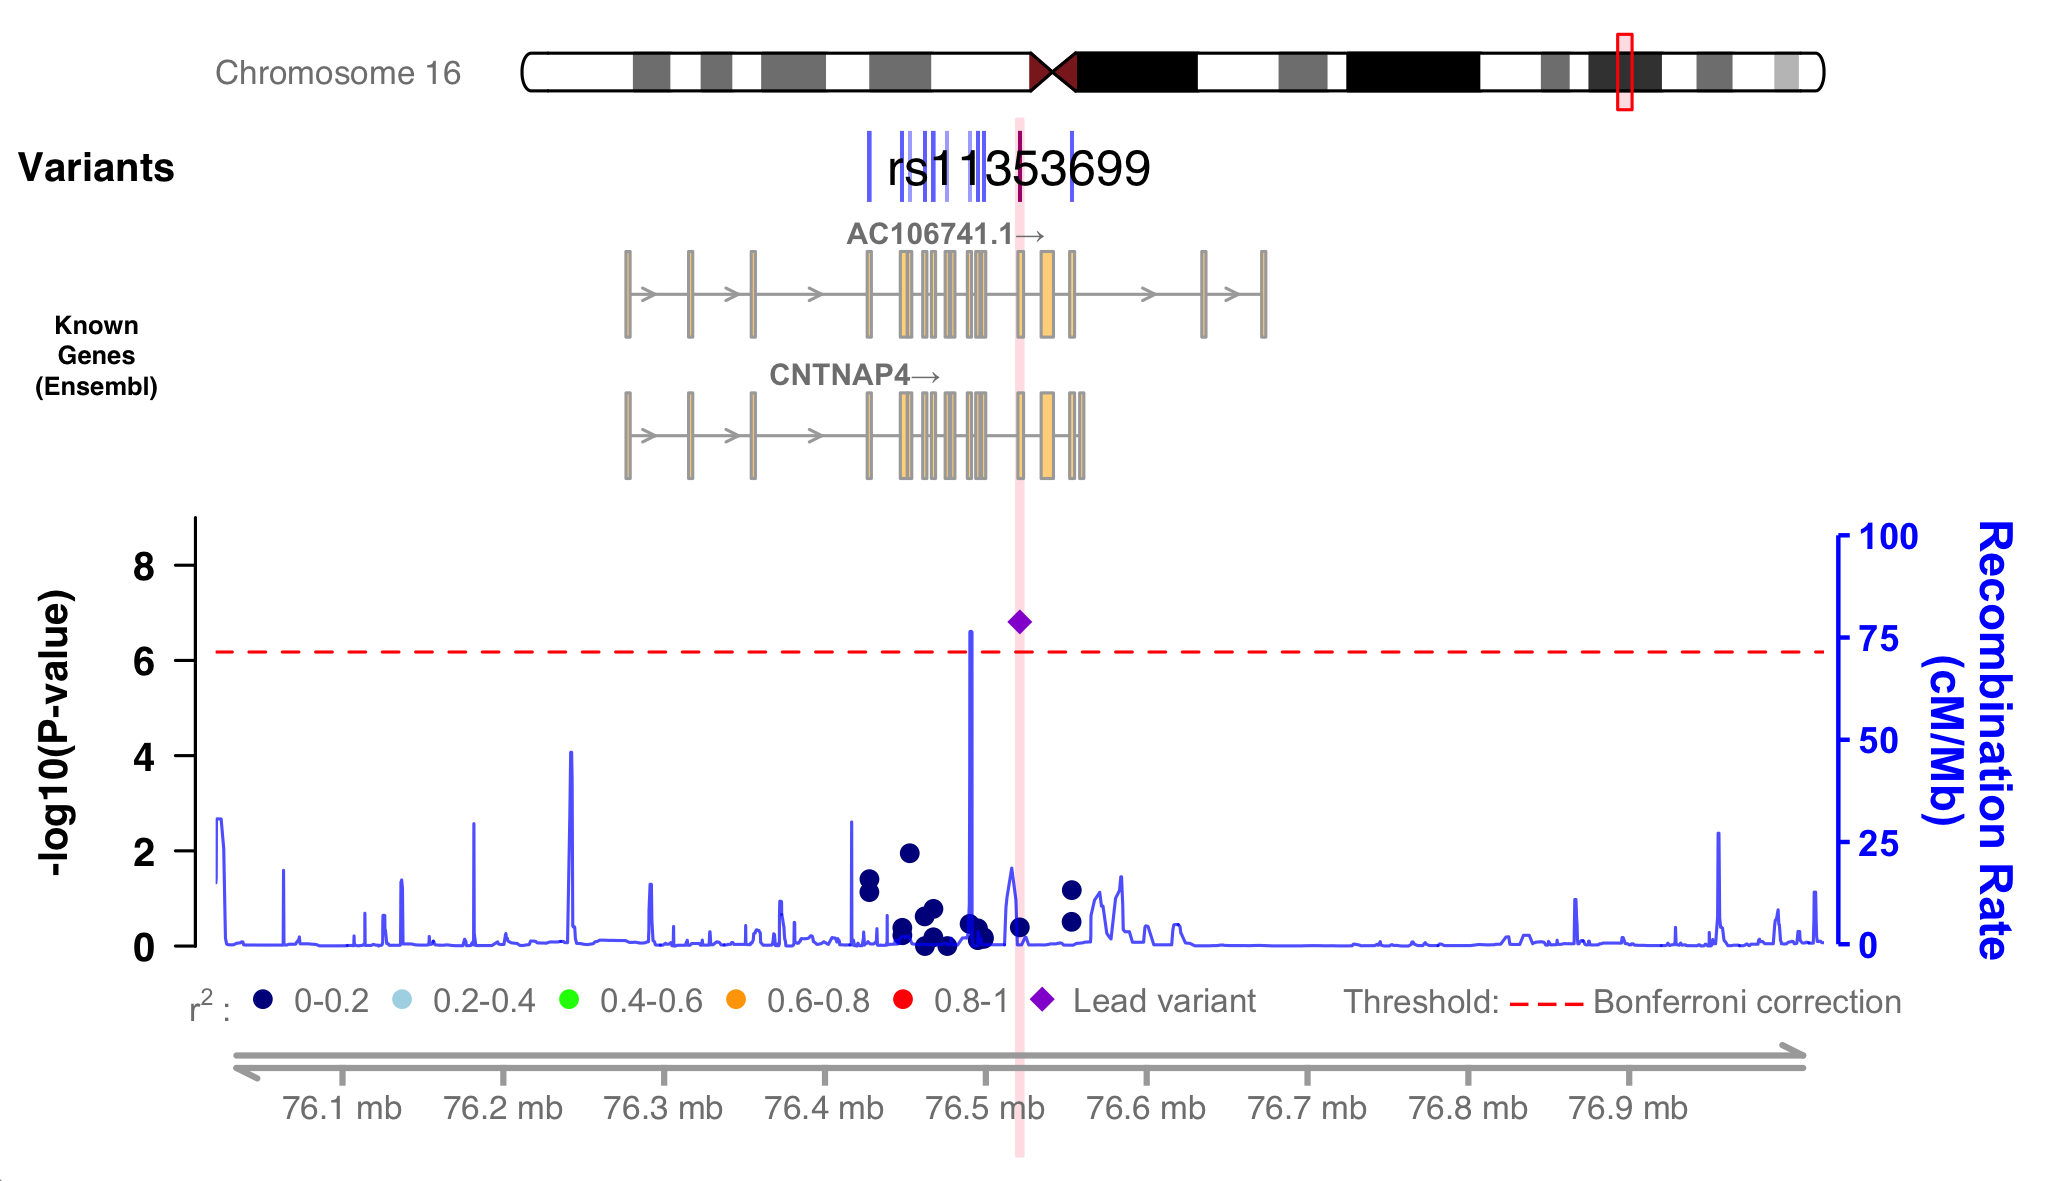 Chromosome 16
Variants
rs11353699
AC106741.1→
Known
Genes
(Ensembl)
CNTNAP4→
-log10(P-value)
8
6
4
2
0
100
75
50
25
0
Recombination Rate
(cM/Mb)
r2 : 0-0.2 0.2-0.4 0.4-0.6 0.6-0.8 0.8-1 Lead variant Threshold: Bonferroni correction
76.1 mb 76.2 mb 76.3 mb 76.4 mb 76.5 mb 76.6 mb 76.7 mb 76.8 mb 76.9 mb